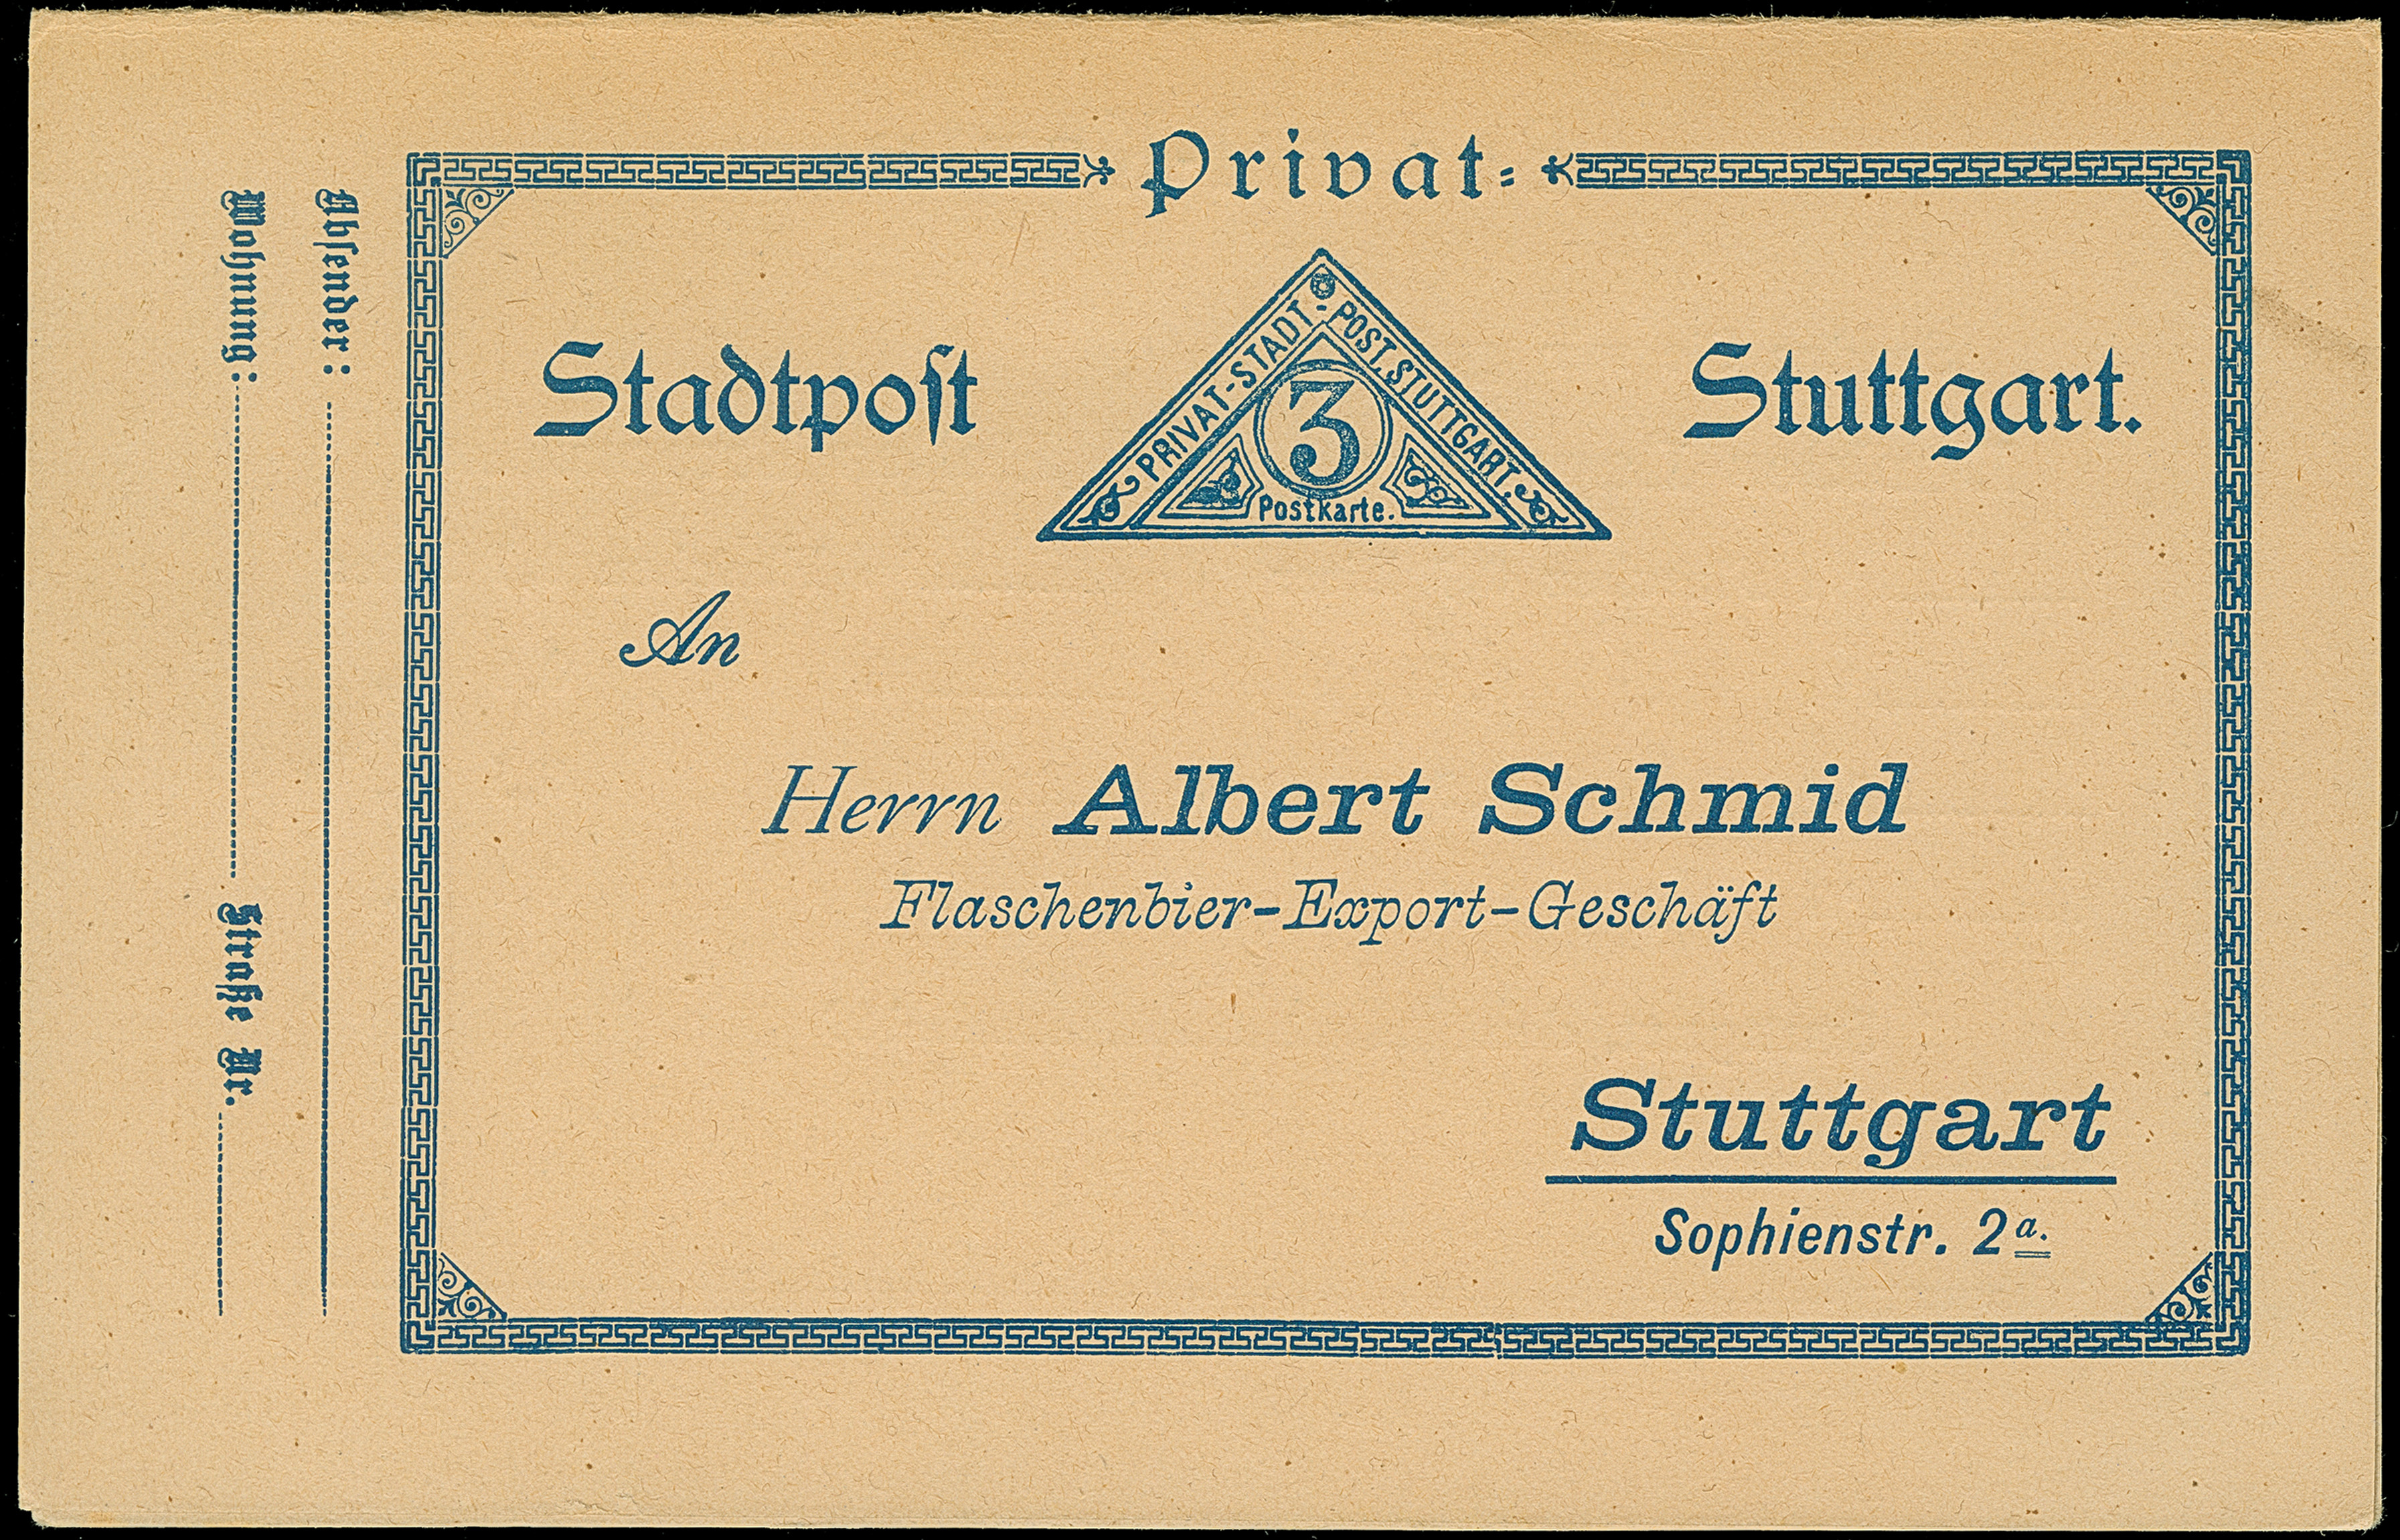 Privat=
Stadtpost
PRIVAT-STADT-POST.STUTTGART.
3
Postkarte.
Stuttgart.
An
Herrn Albert Schmid
Flaschenbier-Export-Geschäft
Stuttgart
Sophienstr. 2a.
Absender:
Wohnung: Straße Nr.